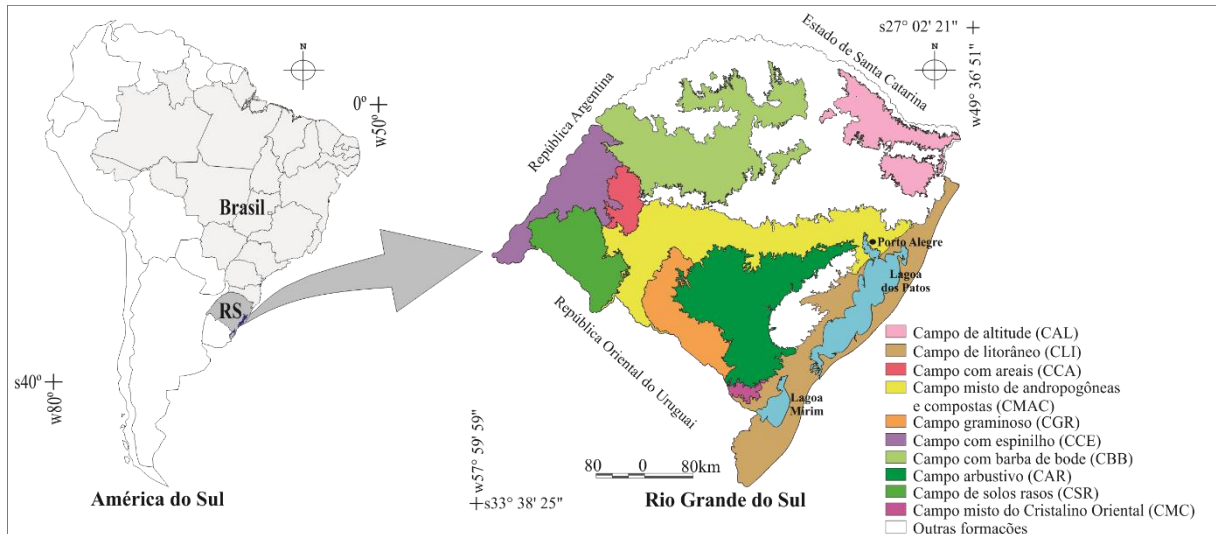 N
0º
w50º
Brasil
RS
s40º
w80º
América do Sul
s27° 02' 21"
w49° 36' 51"
N
Estado de Santa Catarina
República Argentina
Porto Alegre
Lagoa
dos Patos
República Oriental do Uruguai
Lagoa
Mirim
w57° 59' 59"
s33° 38' 25"
80 0 80km
Rio Grande do Sul
Campo de altitude (CAL)
Campo de litorâneo (CLI)
Campo com areais (CCA)
Campo misto de andropogôneas
e compostas (CMAC)
Campo graminoso (CGR)
Campo com espinilho (CCE)
Campo com barba de bode (CBB)
Campo arbustivo (CAR)
Campo de solos rasos (CSR)
Campo misto do Cristalino Oriental (CMC)
Outras formações